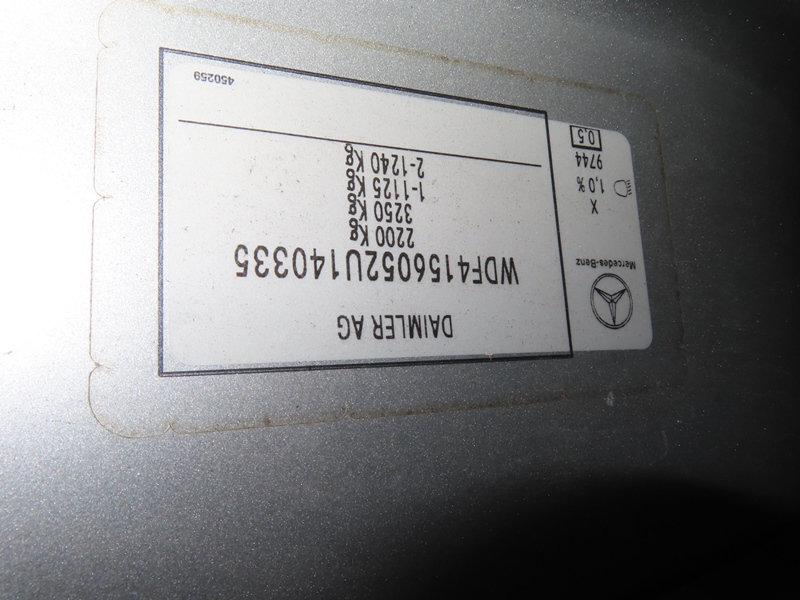 Mercedes-Benz
X
1,0 %
9744
0,5
DAIMLER AG
WDF4156052U140335
2200 Kg
3250 Kg
1-1125 Kg
2-1240 Kg
450259